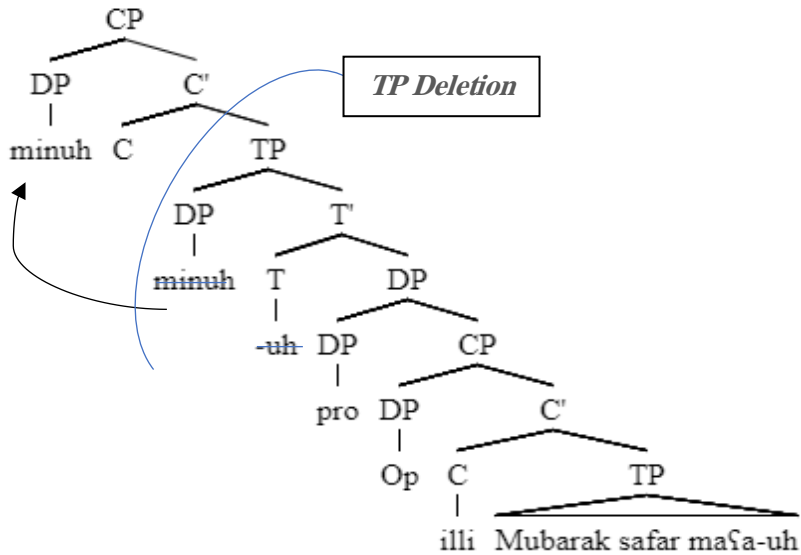 CP
DP C'
TP Deletion
minuh C TP
DP T'
minuh T DP
-uh DP CP
pro DP C'
Op C TP
illi Mubarak safar maʕa-uh